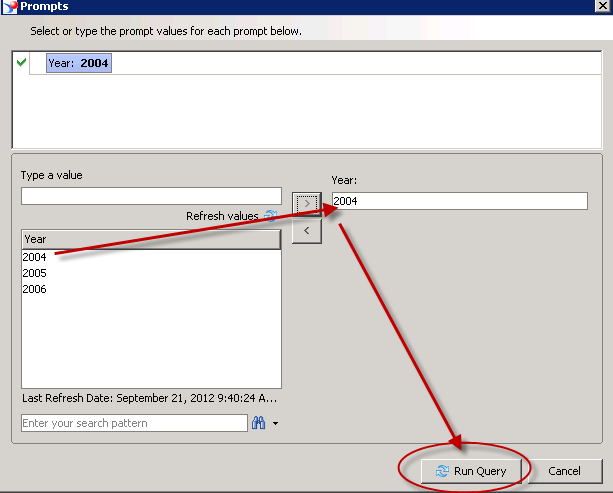 Prompts
Select or type the prompt values for each prompt below.
Year: 2004
Type a value
Year:
>
2004
Refresh values
<
Year
2004
2005
2006
Last Refresh Date: September 21, 2012 9:40:24 A...
Enter your search pattern
Run Query
Cancel